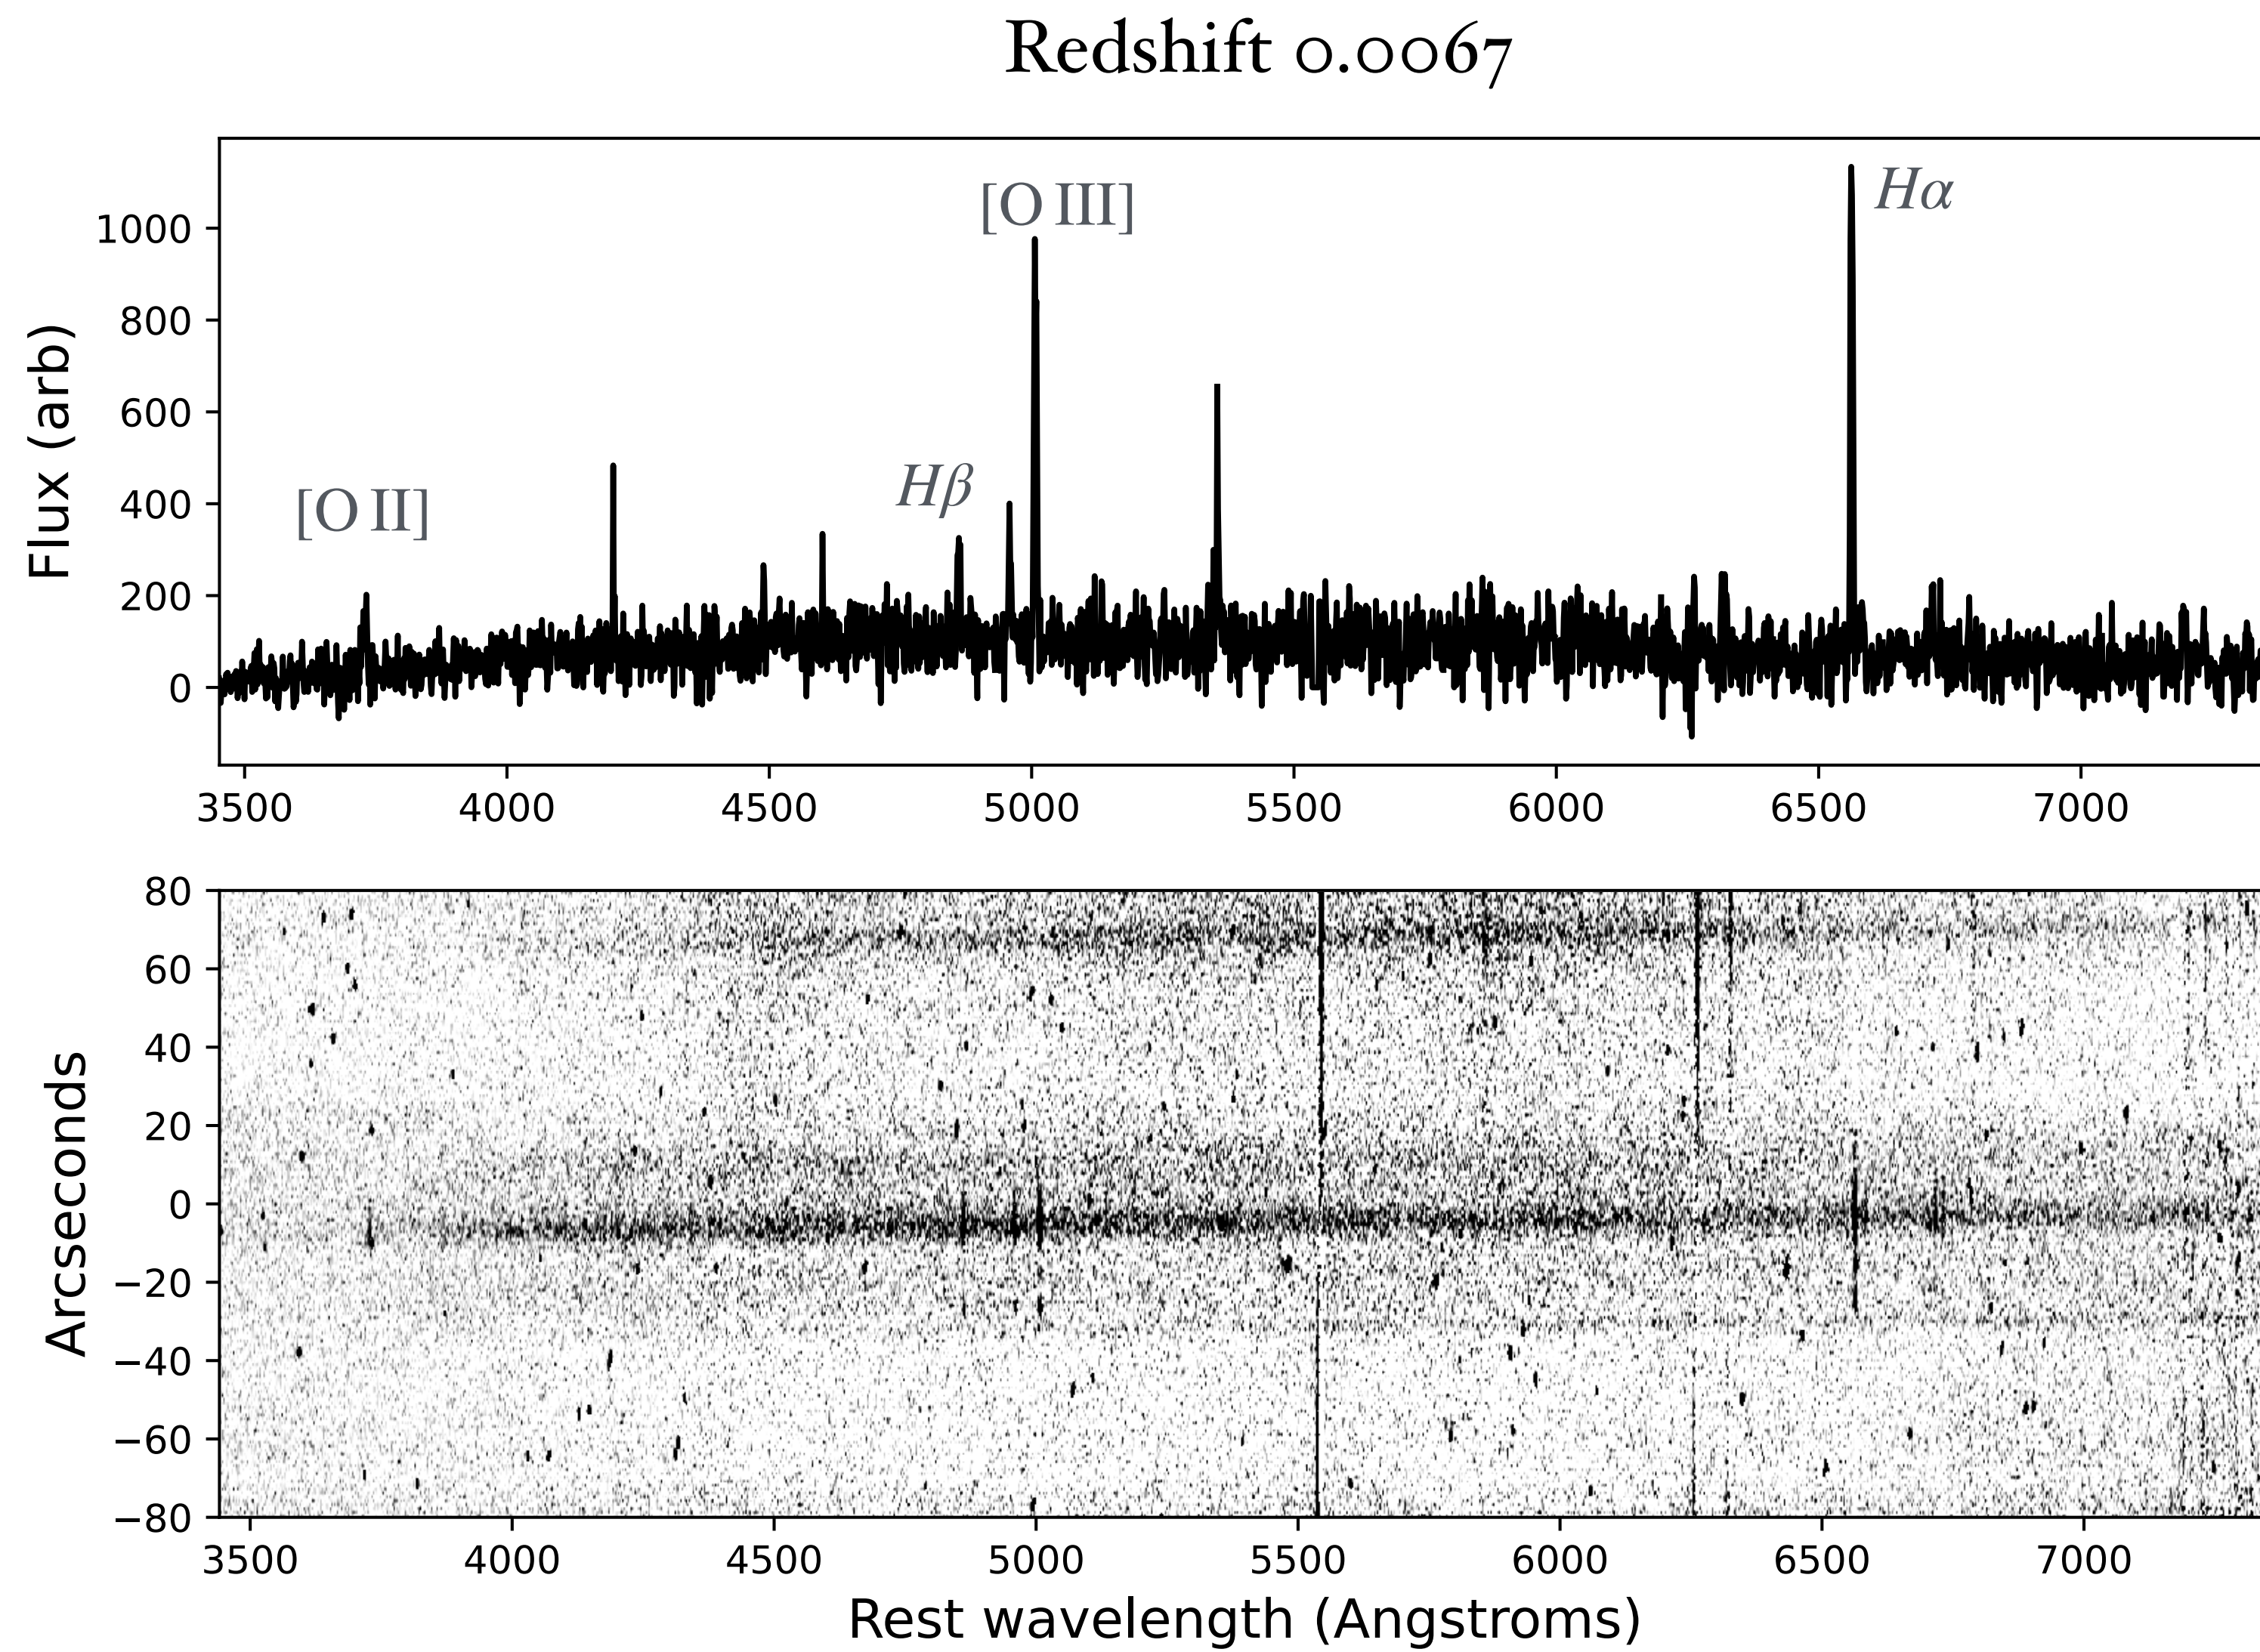 Redshift 0.0067
Flux (arb)
1000
800
600
400
200
0
[O II]
Hβ
[O III]
Hα
3500 4000 4500 5000 5500 6000 6500 7000
Arcseconds
80
60
40
20
0
−20
−40
−60
−80
3500 4000 4500 5000 5500 6000 6500 7000
Rest wavelength (Angstroms)